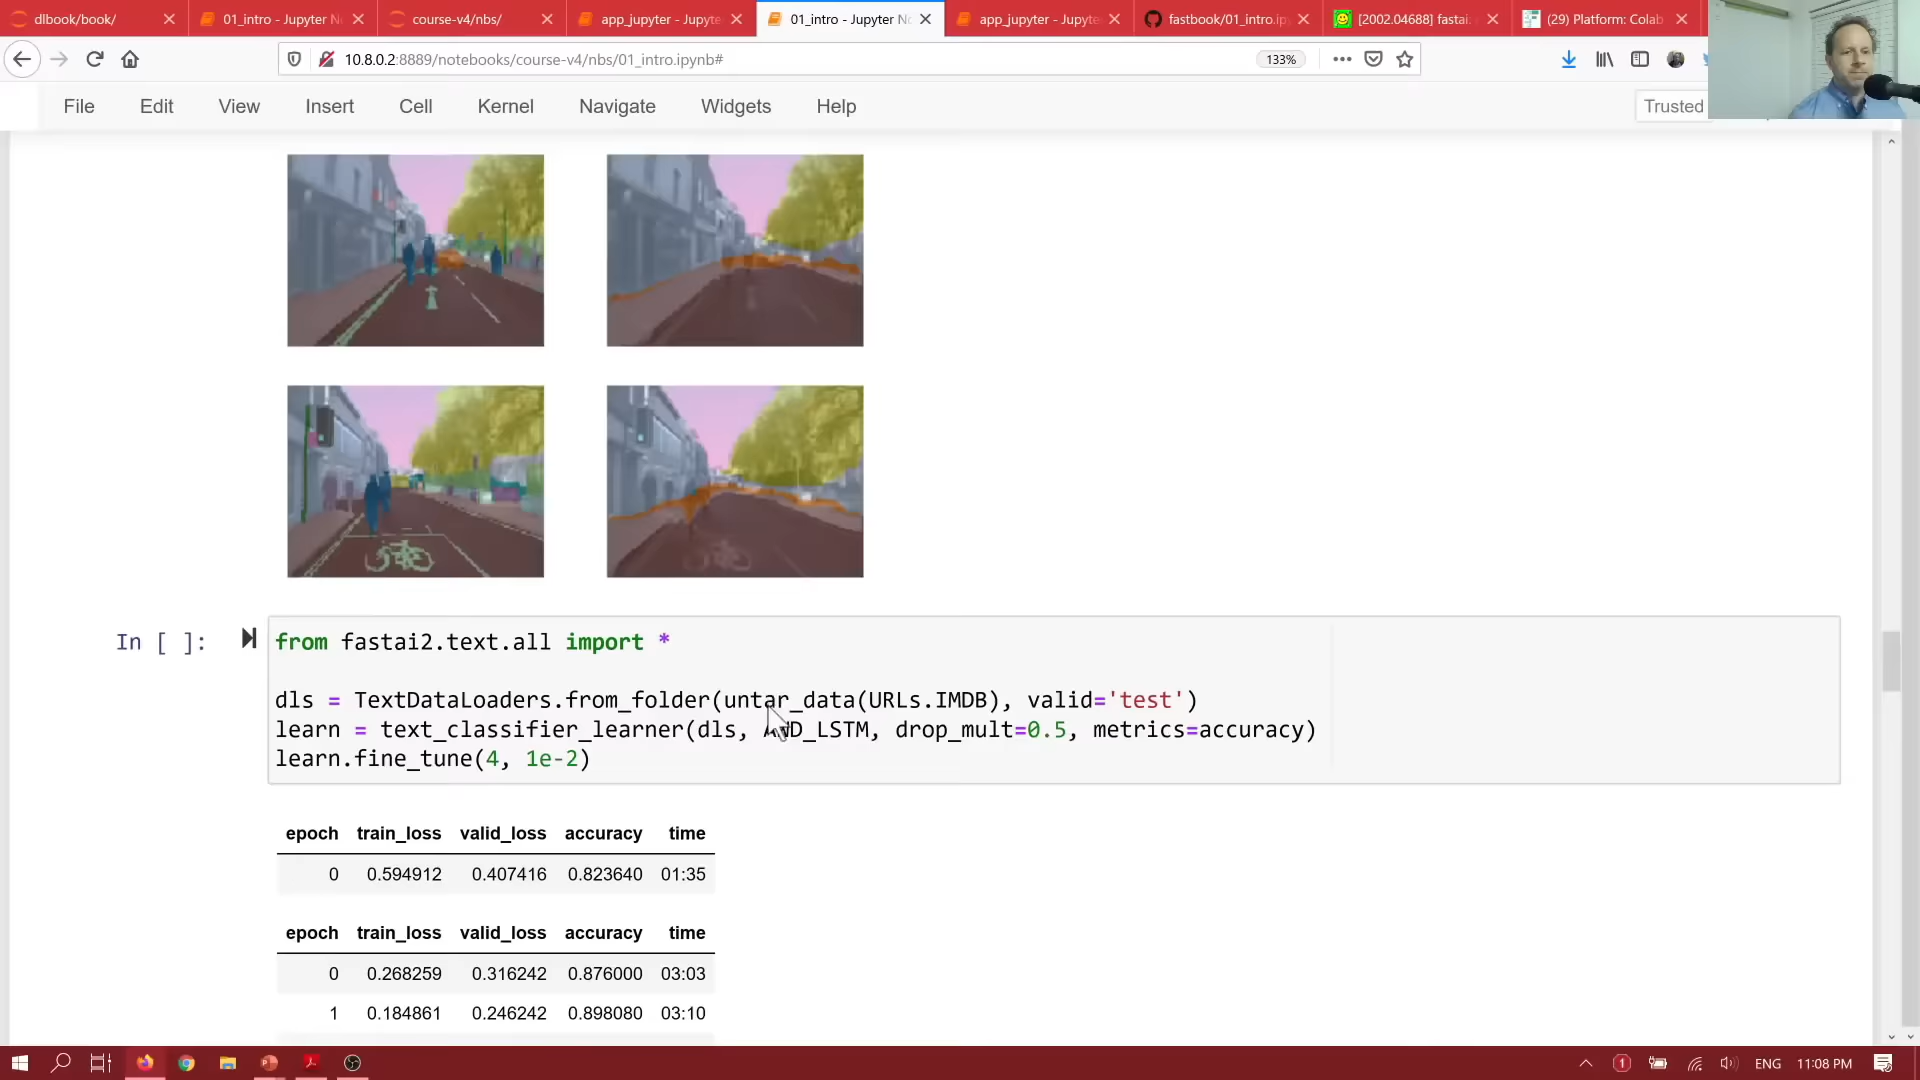 dlbook/book/
01_intro - Jupyter N
course-v4/nbs/
app_jupyter - Jupyte
01_intro - Jupyter N
app_jupyter - Jupyte
fastbook/01_intro.ip
[2002.04688] fastai:
(29) Platform: Colab
10.8.0.2:8889/notebooks/course-v4/nbs/01_intro.ipynb#
133%
File Edit View Insert Cell Kernel Navigate Widgets Help
Trusted
In [ ]:
from fastai2.text.all import *
dls = TextDataLoaders.from_folder(untar_data(URLs.IMDB), valid='test')
learn = text_classifier_learner(dls, AWD_LSTM, drop_mult=0.5, metrics=accuracy)
learn.fine_tune(4, 1e-2)
epoch train_loss valid_loss accuracy time
0 0.594912 0.407416 0.823640 01:35
epoch train_loss valid_loss accuracy time
0 0.268259 0.316242 0.876000 03:03
1 0.184861 0.246242 0.898080 03:10
1
ENG
11:08 PM